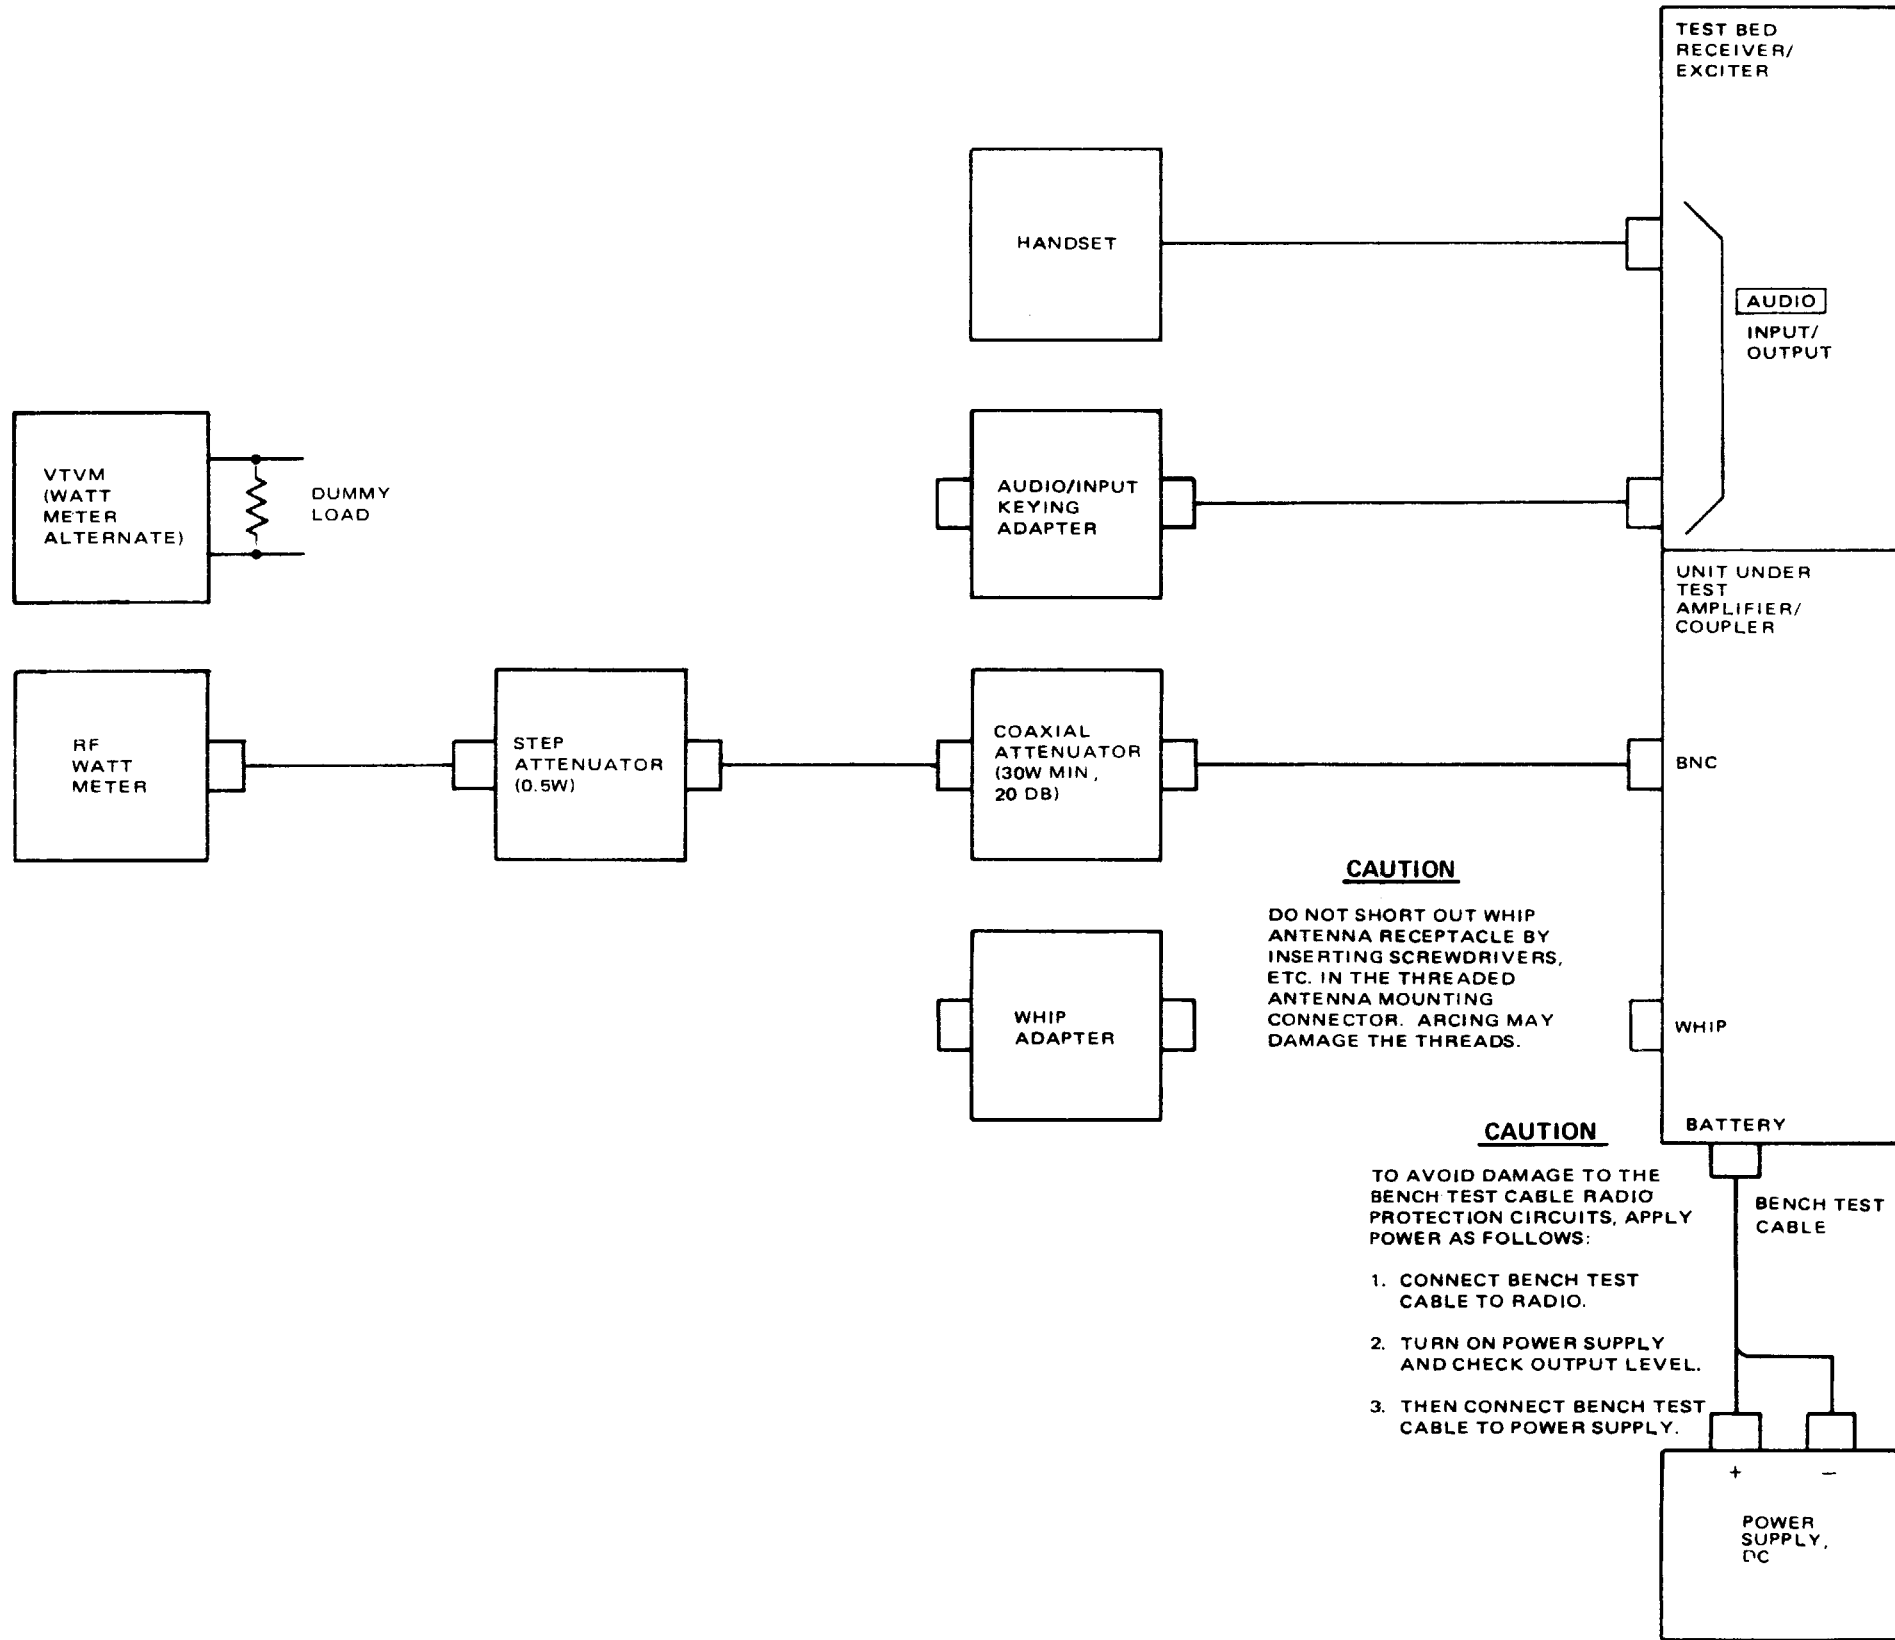 TEST BED
RECEIVER/
EXCITER
HANDSET
AUDIO
INPUT/
OUTPUT
VTVM
(WATT
METER
ALTERNATE)
DUMMY
LOAD
AUDIO/INPUT
KEYING
ADAPTER
UNIT UNDER
TEST
AMPLIFIER/
COUPLER
RF
WATT
METER
STEP
ATTENUATOR
(0.5W)
COAXIAL
ATTENUATOR
(30W MIN,
20 DB)
BNC
CAUTION
DO NOT SHORT OUT WHIP
ANTENNA RECEPTACLE BY
INSERTING SCREWDRIVERS,
ETC. IN THE THREADED
ANTENNA MOUNTING
CONNECTOR. ARCING MAY
DAMAGE THE THREADS.
WHIP
ADAPTER
WHIP
BATTERY
CAUTION
TO AVOID DAMAGE TO THE
BENCH TEST CABLE RADIO
PROTECTION CIRCUITS, APPLY
POWER AS FOLLOWS:
1. CONNECT BENCH TEST
CABLE TO RADIO.
2. TURN ON POWER SUPPLY
AND CHECK OUTPUT LEVEL.
3. THEN CONNECT BENCH TEST
CABLE TO POWER SUPPLY.
BENCH TEST
CABLE
+ −
POWER
SUPPLY,
DC